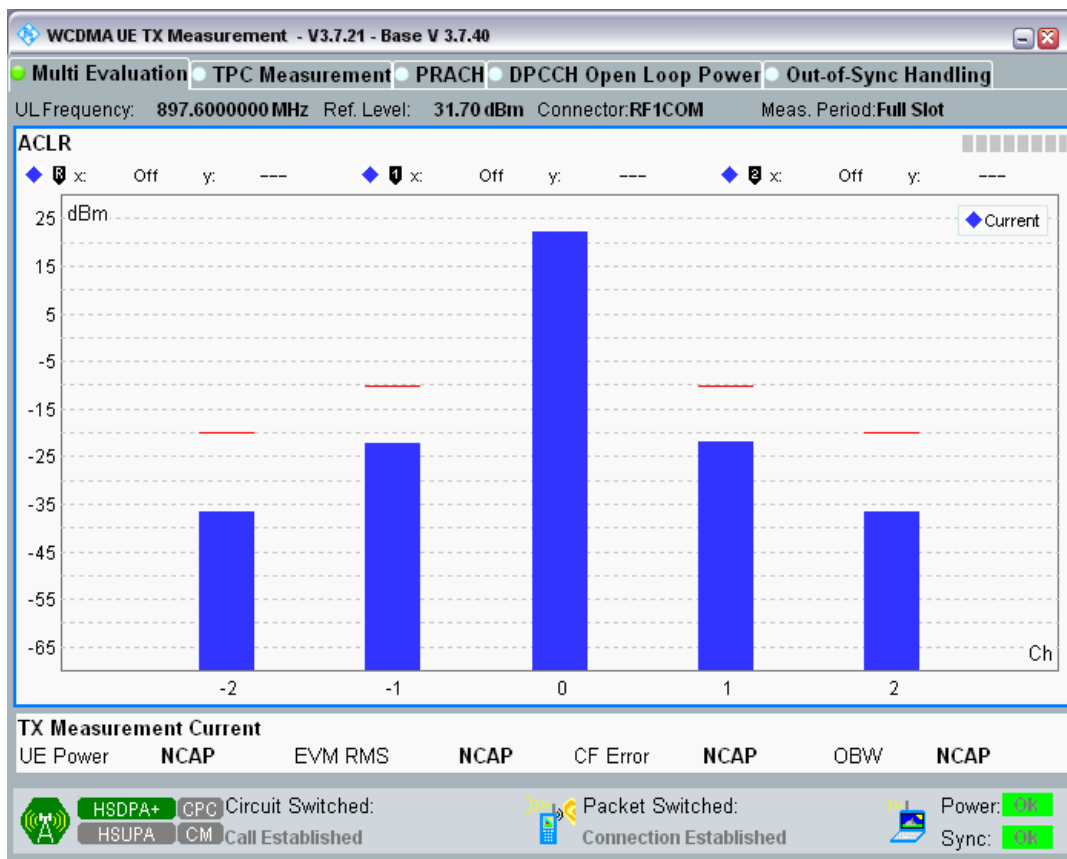 WCDMA UE TX Measurement - V3.7.21 - Base V 3.7.40
Multi Evaluation TPC Measurement PRACH DPCCH Open Loop Power Out-of-Sync Handling
UL Frequency: 897.6000000 MHz Ref. Level: 31.70 dBm Connector:RF1COM Meas. Period:Full Slot
ACLR
R x: Off y: --- 1 x: Off y: --- 2 x: Off y: ---
dBm
Current
25
15
5
-5
-15
-25
-35
-45
-55
-65
Ch
-2 -1 0 1 2
TX Measurement Current
UE Power NCAP EVM RMS NCAP CF Error NCAP OBW NCAP
HSDPA+ CPC Circuit Switched: Packet Switched: Power: OK
HSUPA CM Call Established Connection Established Sync: OK